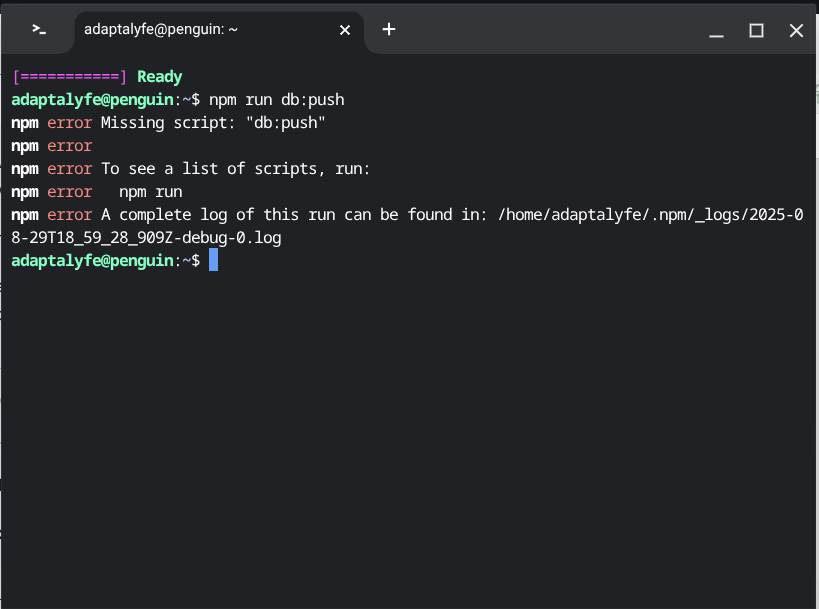 >_
adaptalyfe@penguin: ~
[===========] Ready
adaptalyfe@penguin:~$ npm run db:push
npm error Missing script: "db:push"
npm error
npm error To see a list of scripts, run:
npm error   npm run
npm error A complete log of this run can be found in: /home/adaptalyfe/.npm/_logs/2025-0
8-29T18_59_28_909Z-debug-0.log
adaptalyfe@penguin:~$